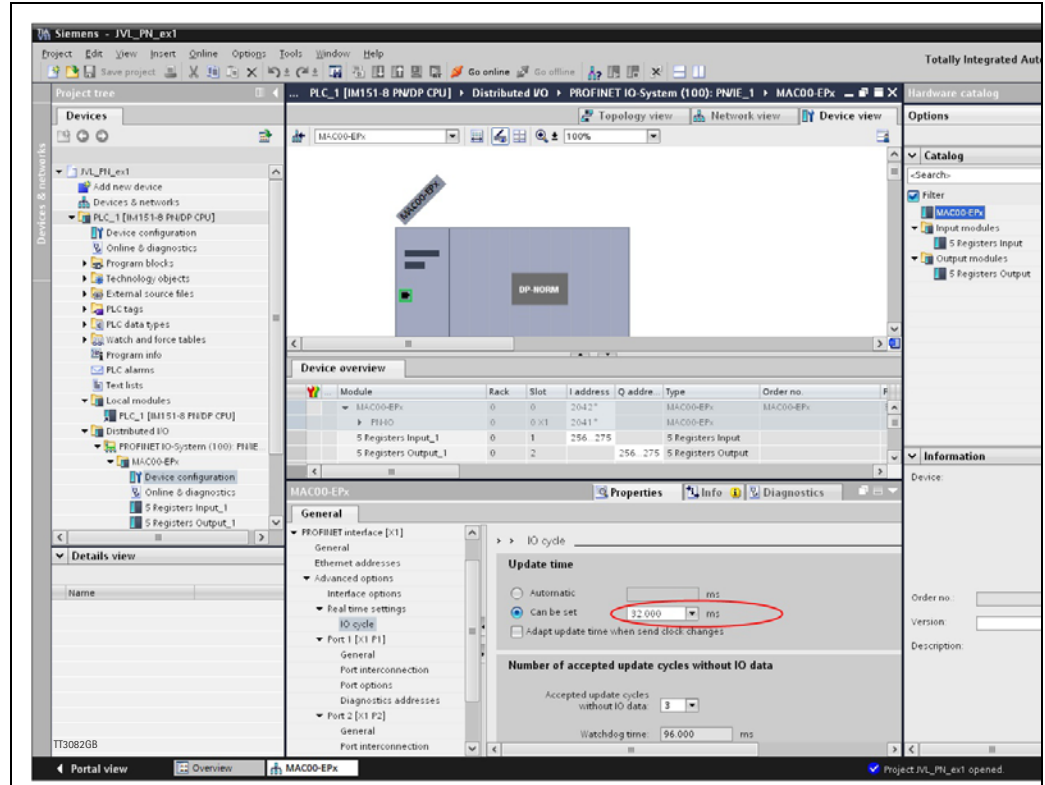 Siemens - JVL_PN_ex1
Project Edit View Insert Online Options Tools Window Help
Save project Go online Go offline
Totally Integrated Aut
Project tree
... PLC_1 [IM151-8 PN/DP CPU] Distributed I/O PROFINET IO-System (100): PN/IE_1 MAC00-EPx
Hardware catalog
Devices
Topology view Network view Device view
Options
MAC00-EPx 100%
Devices & networks
JVL_PN_ex1
Add new device
Devices & networks
PLC_1 [IM151-8 PN/DP CPU]
Device configuration
Online & diagnostics
Program blocks
Technology objects
External source files
PLC tags
PLC data types
Watch and force tables
Program info
PLC alarms
Text lists
Local modules
PLC_1 [IM151-8 PN/DP CPU]
Distributed I/O
PROFINET IO-System (100): PN/IE...
MAC00-EPx
Device configuration
Online & diagnostics
5 Registers Input_1
5 Registers Output_1
Details view
Name
MAC00-EPx
DP-NORM
Catalog
<Search>
Filter
MAC00-EPx
Input modules
5 Registers Input
Output modules
5 Registers Output
Device overview
... Module Rack Slot I address Q addre... Type Order no. F
MAC00-EPx 0 0 2042* MAC00-EPx MAC00-EPx
PN-IO 0 0 X1 2041* MAC00-EPx
5 Registers Input_1 0 1 256...275 5 Registers Input
5 Registers Output_1 0 2 256...275 5 Registers Output
MAC00-EPx
Properties Info Diagnostics
General
PROFINET interface [X1]
General
Ethernet addresses
Advanced options
Interface options
Real time settings
IO cycle
Port 1 [X1 P1]
General
Port interconnection
Port options
Diagnostics addresses
Port 2 [X1 P2]
General
Port interconnection
> > IO cycle
Update time
Automatic ms
Can be set 32.000 ms
Adapt update time when send clock changes
Number of accepted update cycles without IO data
Accepted update cycles
without IO data: 3
Watchdog time: 96.000 ms
Information
Device:
Order no.:
Version:
Description:
TT3082GB
Portal view Overview MAC00-EPx
Project JVL_PN_ex1 opened.